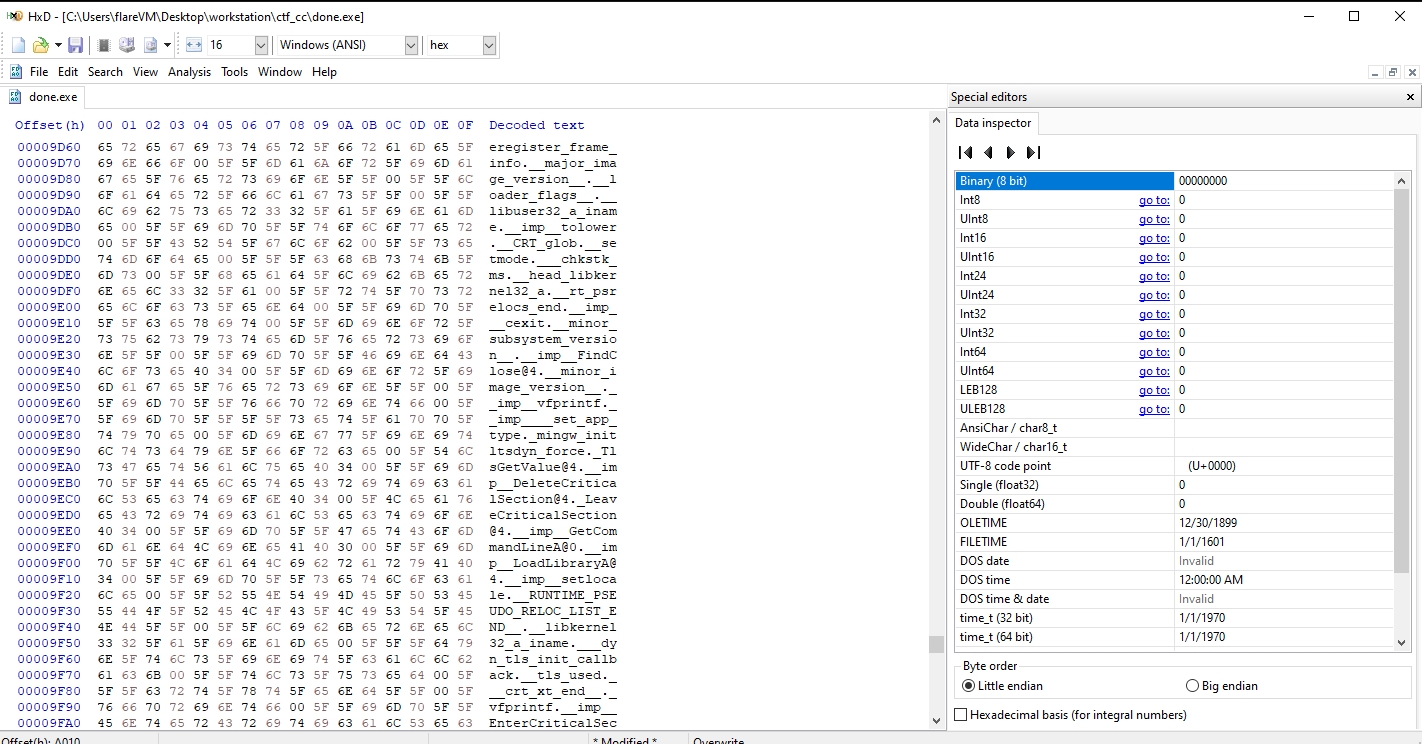 HxD - [C:\Users\flareVM\Desktop\workstation\ctf_cc\done.exe]
16 Windows (ANSI) hex
File Edit Search View Analysis Tools Window Help
done.exe
Offset(h) 00 01 02 03 04 05 06 07 08 09 0A 0B 0C 0D 0E 0F Decoded text
00009D60 65 72 65 67 69 73 74 65 72 5F 66 72 61 6D 65 5F eregister_frame_
00009D70 69 6E 66 6F 00 5F 5F 6D 61 6A 6F 72 5F 69 6D 61 info.__major_ima
00009D80 67 65 5F 76 65 72 73 69 6F 6E 5F 5F 00 5F 5F 6C ge_version__.__l
00009D90 6F 61 64 65 72 5F 66 6C 61 67 73 5F 5F 00 5F 5F oader_flags__.__
00009DA0 6C 69 62 75 73 65 72 33 32 5F 61 5F 69 6E 61 6D libuser32_a_inam
00009DB0 65 00 5F 5F 69 6D 70 5F 5F 74 6F 6C 6F 77 65 72 e.__imp__tolower
00009DC0 00 5F 5F 43 52 54 5F 67 6C 6F 62 00 5F 5F 73 65 .__CRT_glob.__se
00009DD0 74 6D 6F 64 65 00 5F 5F 5F 63 68 6B 73 74 6B 5F tmode.___chkstk_
00009DE0 6D 73 00 5F 5F 68 65 61 64 5F 6C 69 62 6B 65 72 ms.__head_libker
00009DF0 6E 65 6C 33 32 5F 61 00 5F 5F 72 74 5F 70 73 72 nel32_a.__rt_psr
00009E00 65 6C 6F 63 73 5F 65 6E 64 00 5F 5F 69 6D 70 5F elocs_end.__imp_
00009E10 5F 5F 63 65 78 69 74 00 5F 5F 6D 69 6E 6F 72 5F __cexit.__minor_
00009E20 73 75 62 73 79 73 74 65 6D 5F 76 65 72 73 69 6F subsystem_versio
00009E30 6E 5F 5F 00 5F 5F 69 6D 70 5F 5F 46 69 6E 64 43 n__.__imp__FindC
00009E40 6C 6F 73 65 40 34 00 5F 5F 6D 69 6E 6F 72 5F 69 lose@4.__minor_i
00009E50 6D 61 67 65 5F 76 65 72 73 69 6F 6E 5F 5F 00 5F mage_version__._
00009E60 5F 69 6D 70 5F 5F 76 66 70 72 69 6E 74 66 00 5F _imp__vfprintf._
00009E70 5F 69 6D 70 5F 5F 5F 5F 73 65 74 5F 61 70 70 5F _imp____set_app_
00009E80 74 79 70 65 00 5F 6D 69 6E 67 77 5F 69 6E 69 74 type._mingw_init
00009E90 6C 74 73 64 79 6E 5F 66 6F 72 63 65 00 5F 54 6C ltsdyn_force._Tl
00009EA0 73 47 65 74 56 61 6C 75 65 40 34 00 5F 5F 69 6D sGetValue@4.__im
00009EB0 70 5F 5F 44 65 6C 65 74 65 43 72 69 74 69 63 61 p__DeleteCritica
00009EC0 6C 53 65 63 74 69 6F 6E 40 34 00 5F 4C 65 61 76 lSection@4._Leav
00009ED0 65 43 72 69 74 69 63 61 6C 53 65 63 74 69 6F 6E eCriticalSection
00009EE0 40 34 00 5F 5F 69 6D 70 5F 5F 47 65 74 43 6F 6D @4.__imp__GetCom
00009EF0 6D 61 6E 64 4C 69 6E 65 41 40 30 00 5F 5F 69 6D mandLineA@0.__im
00009F00 70 5F 5F 4C 6F 61 64 4C 69 62 72 61 72 79 41 40 p__LoadLibraryA@
00009F10 34 00 5F 5F 69 6D 70 5F 5F 73 65 74 6C 6F 63 61 4.__imp__setloca
00009F20 6C 65 00 5F 5F 52 55 4E 54 49 4D 45 5F 50 53 45 le.__RUNTIME_PSE
00009F30 55 44 4F 5F 52 45 4C 4F 43 5F 4C 49 53 54 5F 45 UDO_RELOC_LIST_E
00009F40 4E 44 5F 5F 00 5F 5F 6C 69 62 6B 65 72 6E 65 6C ND__.__libkernel
00009F50 33 32 5F 61 5F 69 6E 61 6D 65 00 5F 5F 5F 64 79 32_a_iname.___dy
00009F60 6E 5F 74 6C 73 5F 69 6E 69 74 5F 63 61 6C 6C 62 n_tls_init_callb
00009F70 61 63 6B 00 5F 5F 74 6C 73 5F 75 73 65 64 00 5F ack.__tls_used._
00009F80 5F 5F 63 72 74 5F 78 74 5F 65 6E 64 5F 5F 00 5F __crt_xt_end__._
00009F90 76 66 70 72 69 6E 74 66 00 5F 5F 69 6D 70 5F 5F vfprintf.__imp__
00009FA0 45 6E 74 65 72 43 72 69 74 69 63 61 6C 53 65 63 EnterCriticalSec
Special editors
Data inspector
Binary (8 bit) 00000000
Int8 go to: 0
UInt8 go to: 0
Int16 go to: 0
UInt16 go to: 0
Int24 go to: 0
UInt24 go to: 0
Int32 go to: 0
UInt32 go to: 0
Int64 go to: 0
UInt64 go to: 0
LEB128 go to: 0
ULEB128 go to: 0
AnsiChar / char8_t
WideChar / char16_t
UTF-8 code point (U+0000)
Single (float32) 0
Double (float64) 0
OLETIME 12/30/1899
FILETIME 1/1/1601
DOS date Invalid
DOS time 12:00:00 AM
DOS time & date Invalid
time_t (32 bit) 1/1/1970
time_t (64 bit) 1/1/1970
Byte order
Little endian Big endian
Hexadecimal basis (for integral numbers)
Offset(h): A010 * Modified * Overwrite